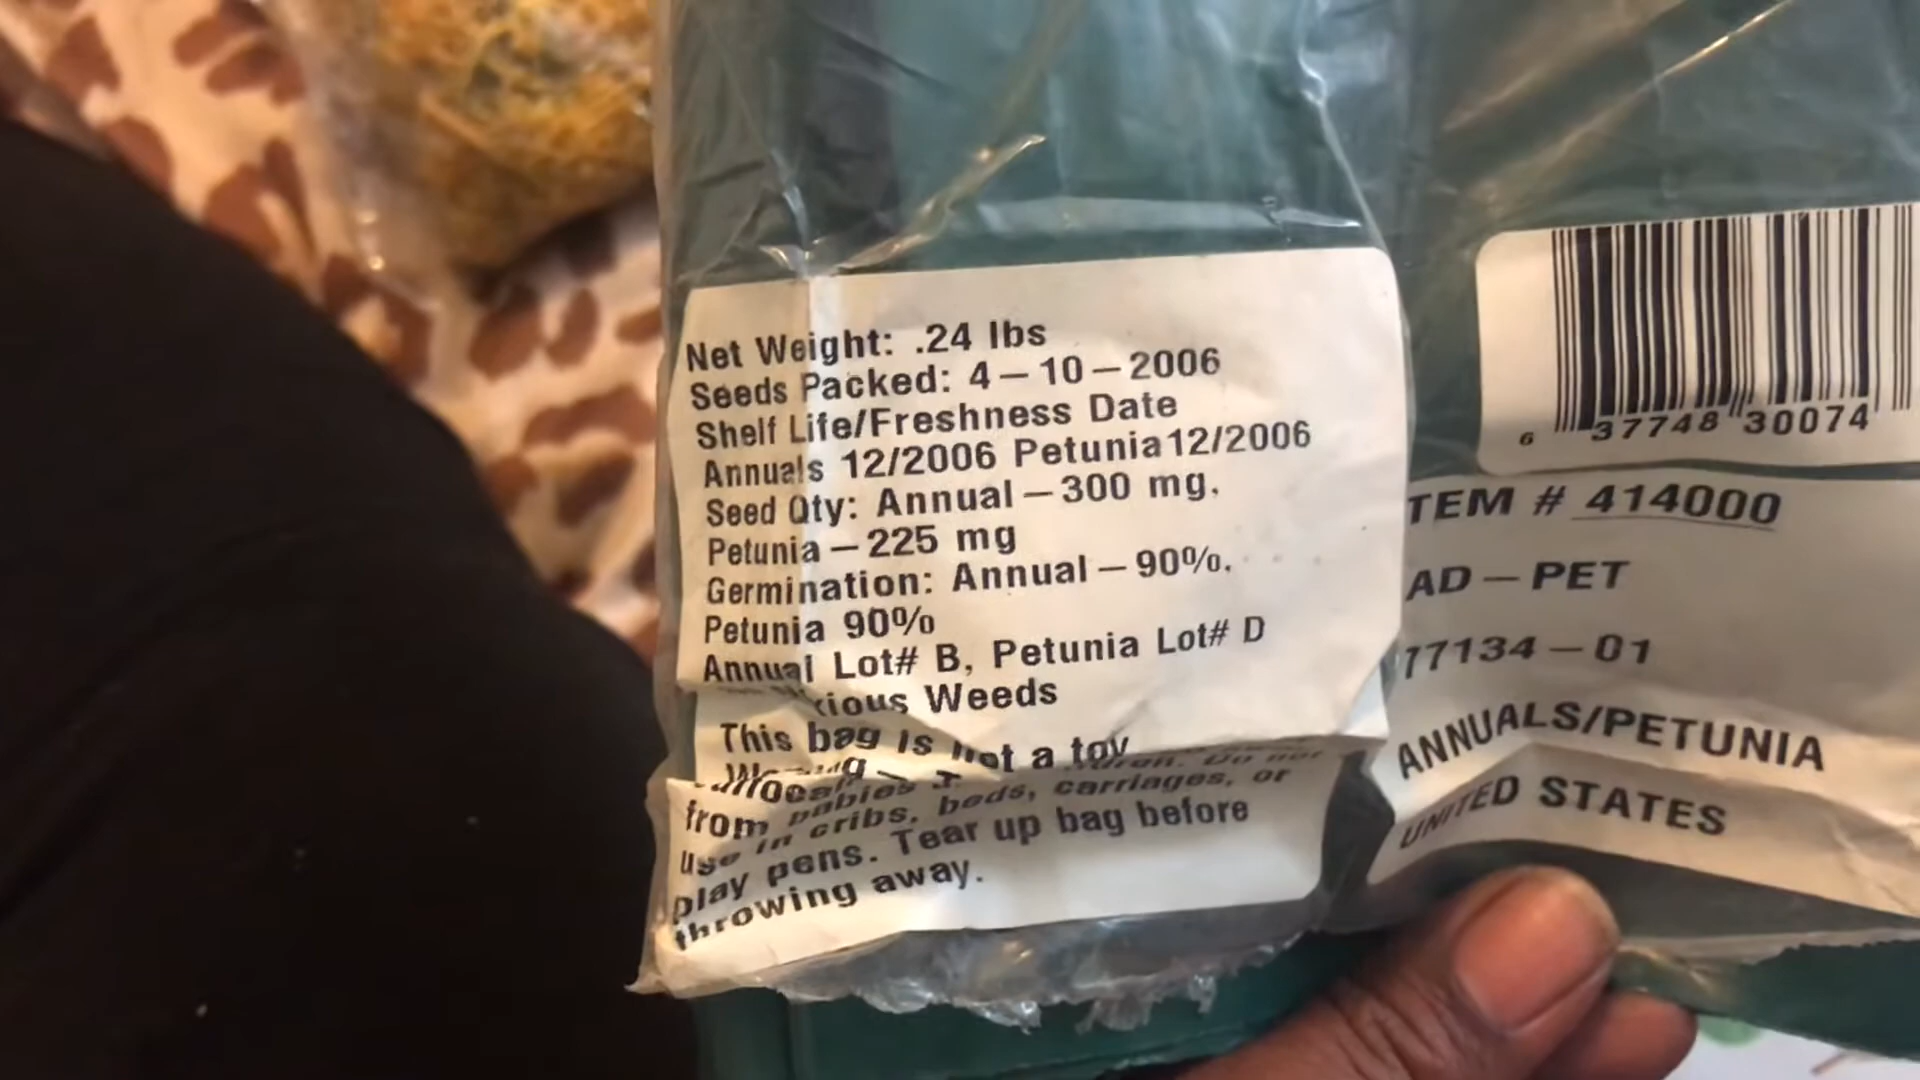 Net Weight: .24 lbs
Seeds Packed: 4-10-2006
Shelf Life/Freshness Date
Annuals 12/2006 Petunia 12/2006
Seed Qty: Annual-300 mg.
Petunia-225 mg
Germination: Annual-90%.
Petunia 90%
Annual Lot# B, Petunia Lot# D
Weeds
This bag is not a toy
from babies
use in cribs, beds, carriages, or
play pens. Tear up bag before
throwing away.
6 37748 30074
TEM # 414000
AD-PET
77134-01
ANNUALS/PETUNIA
UNITED STATES